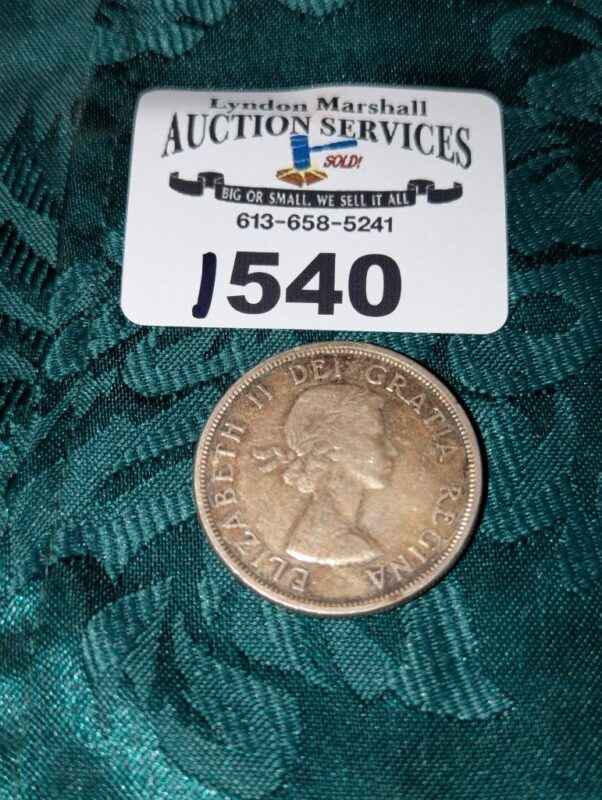 Lyndon Marshall
AUCTION SERVICES
SOLD!
BIG OR SMALL, WE SELL IT ALL
613-658-5241
1540
ELIZABETH II DEI GRATIA REGINA